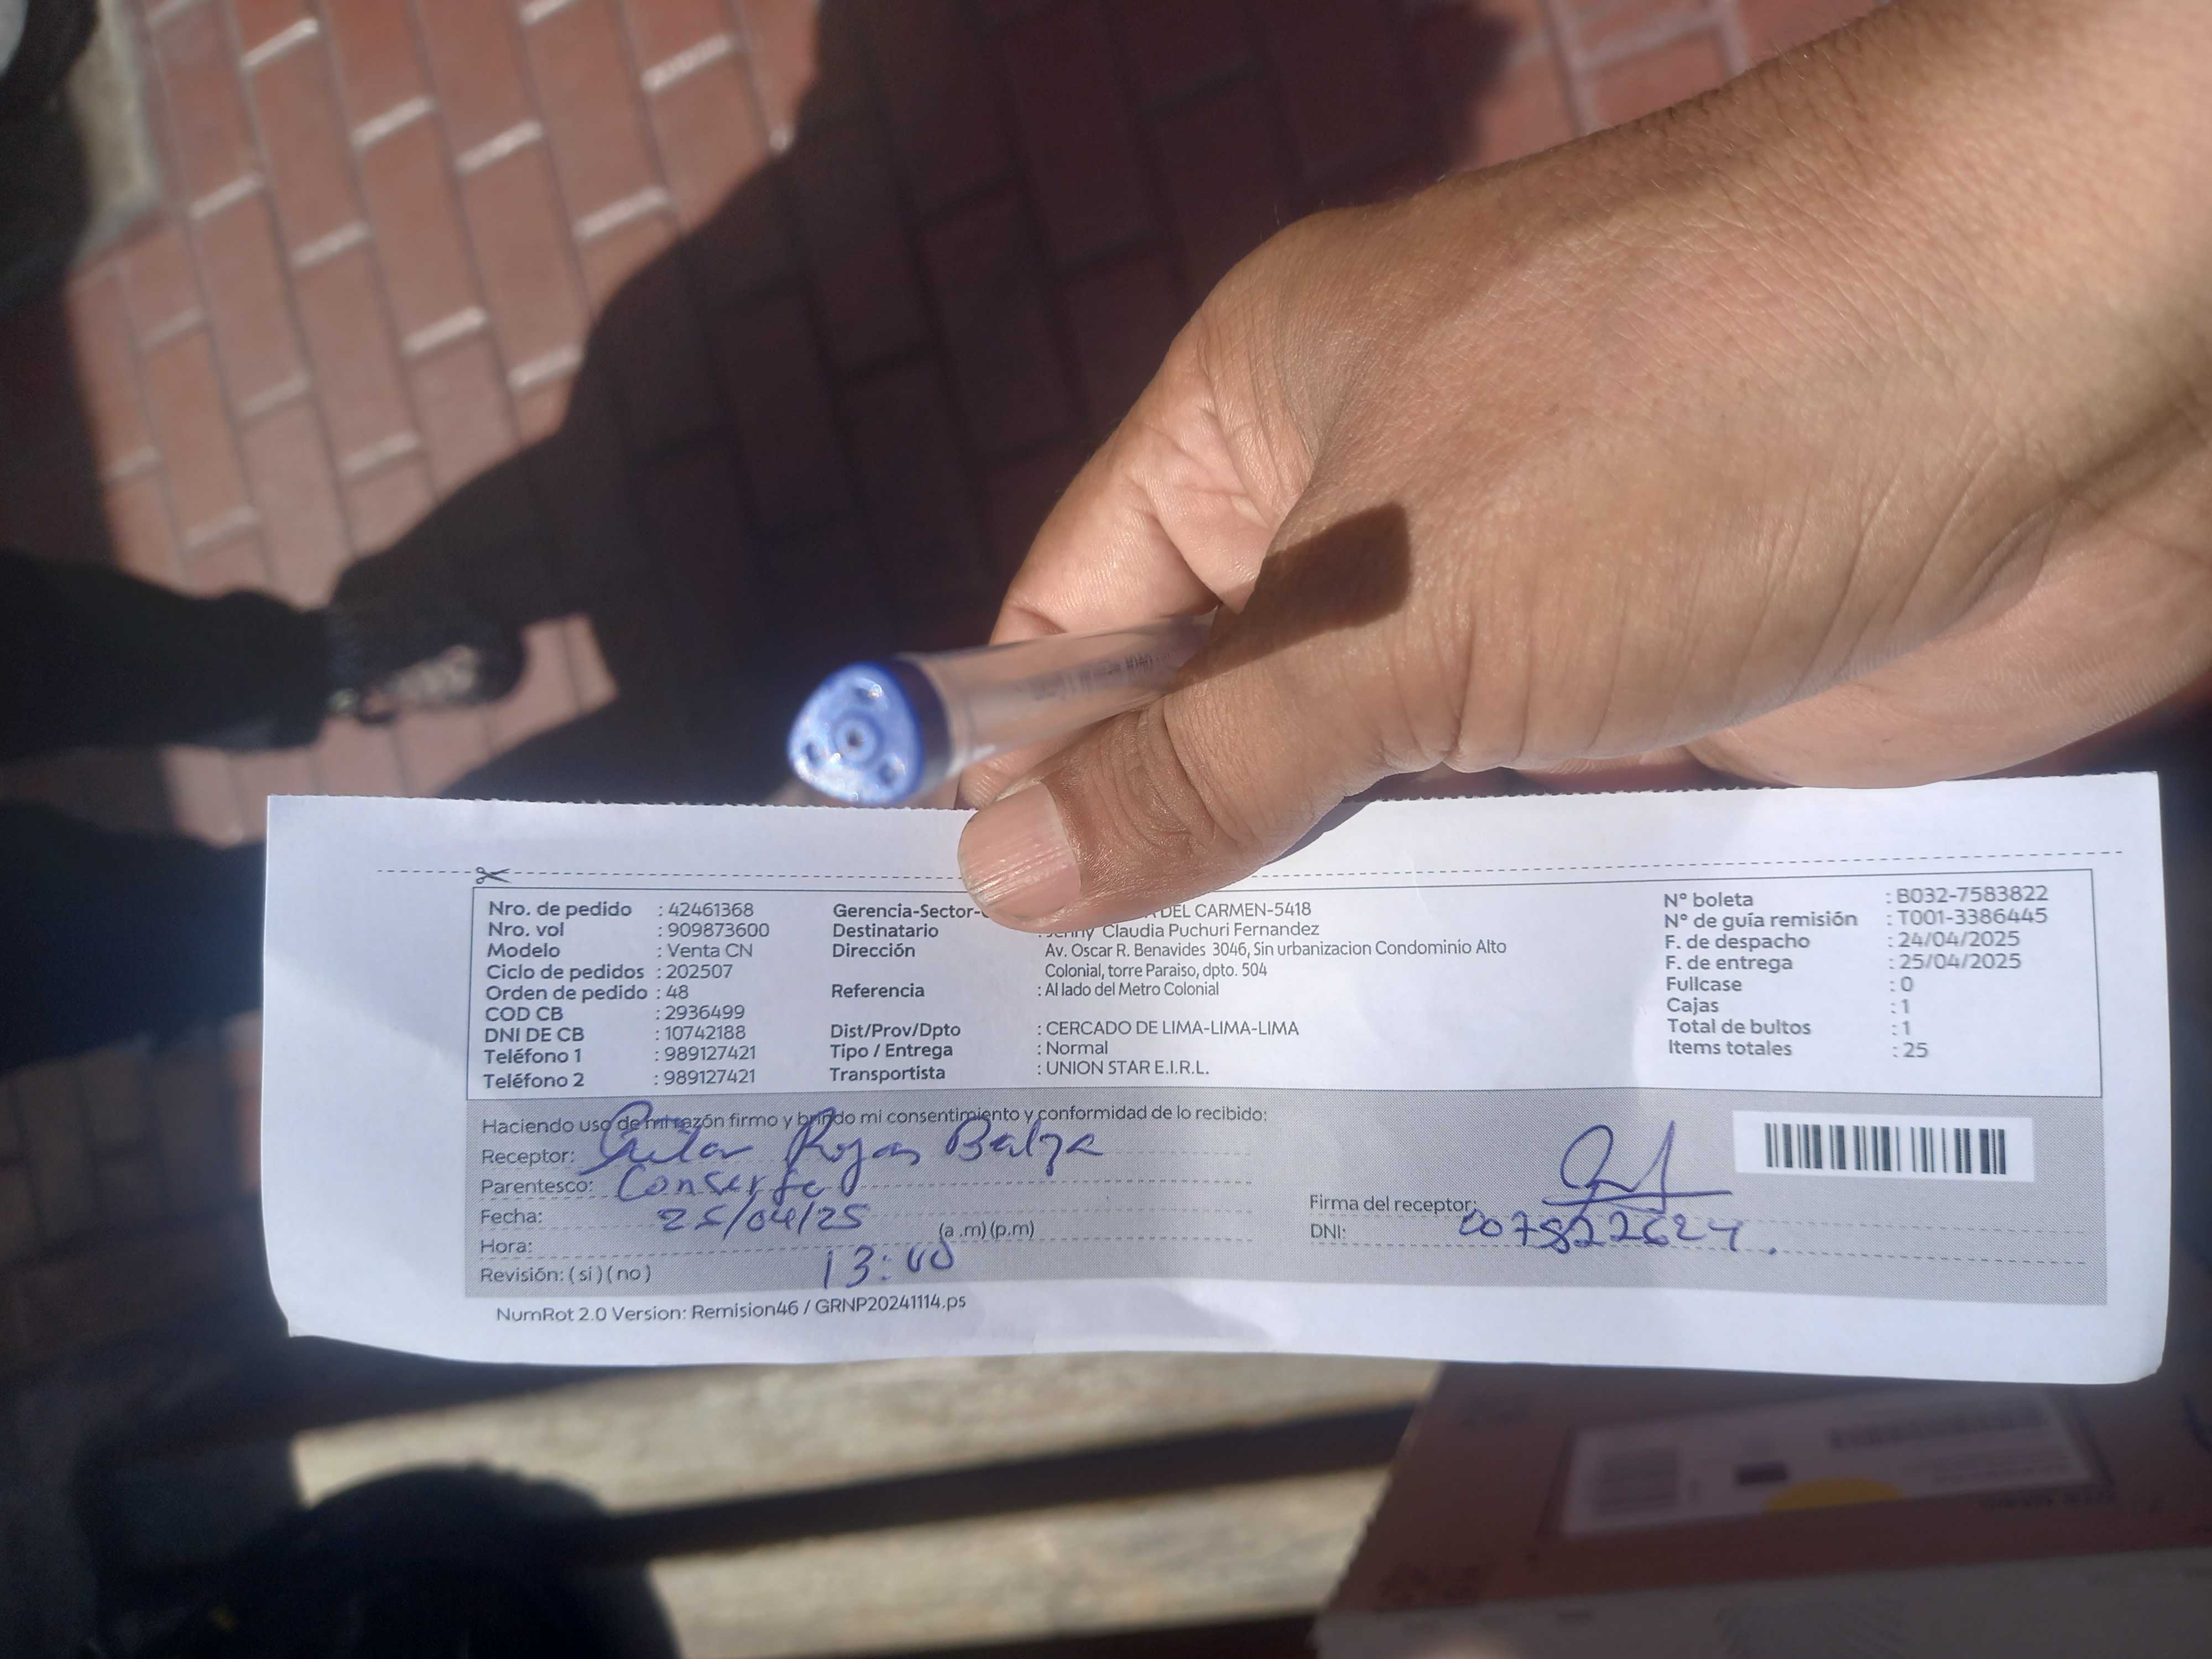 Nro. de pedido : 42461368
Nro. vol : 909873600
Modelo : Venta CN
Ciclo de pedidos : 202507
Orden de pedido : 48
COD CB : 2936499
DNI DE CB : 10742188
Teléfono 1 : 989127421
Teléfono 2 : 989127421
Gerencia-Sector- DEL CARMEN-5418
Destinatario : Jenny Claudia Puchuri Fernandez
Dirección Av. Oscar R. Benavides 3046, Sin urbanizacion Condominio Alto
Colonial, torre Paraiso, dpto. 504
Referencia : Al lado del Metro Colonial
Dist/Prov/Dpto : CERCADO DE LIMA-LIMA-LIMA
Tipo / Entrega : Normal
Transportista : UNION STAR E.I.R.L.
N° boleta : B032-7583822
N° de guía remisión : T001-3386445
F. de despacho : 24/04/2025
F. de entrega : 25/04/2025
Fullcase : 0
Cajas : 1
Total de bultos : 1
Items totales : 25
Haciendo uso de mi razón firmo y brindo mi consentimiento y conformidad de lo recibido:
Receptor: Rojas Balza
Parentesco: Conserje
Fecha: 25/04/25
Hora: 13:40 (a.m) (p.m)
Revisión: ( si ) ( no )
Firma del receptor:
DNI: 007822624.
NumRot 2.0 Version: Remision46 / GRNP20241114.ps